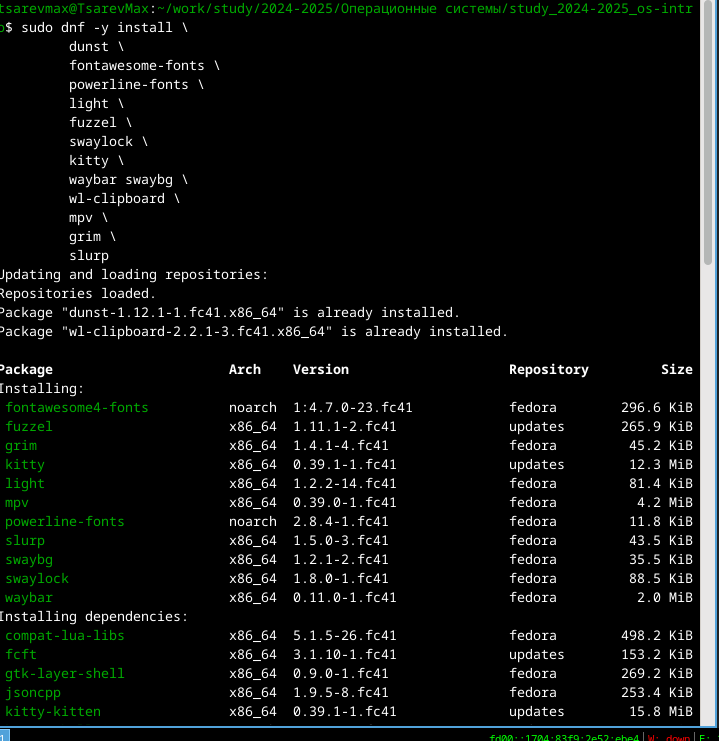 tsarevmax@TsarevMax:~/work/study/2024-2025/Операционные системы/study_2024-2025_os-intr
o$ sudo dnf -y install \
dunst \
fontawesome-fonts \
powerline-fonts \
light \
fuzzel \
swaylock \
kitty \
waybar swaybg \
wl-clipboard \
mpv \
grim \
slurp
Updating and loading repositories:
Repositories loaded.
Package "dunst-1.12.1-1.fc41.x86_64" is already installed.
Package "wl-clipboard-2.2.1-3.fc41.x86_64" is already installed.
Package Arch Version Repository Size
Installing:
fontawesome4-fonts noarch 1:4.7.0-23.fc41 fedora 296.6 KiB
fuzzel x86_64 1.11.1-2.fc41 updates 265.9 KiB
grim x86_64 1.4.1-4.fc41 fedora 45.2 KiB
kitty x86_64 0.39.1-1.fc41 updates 12.3 MiB
light x86_64 1.2.2-14.fc41 fedora 81.4 KiB
mpv x86_64 0.39.0-1.fc41 fedora 4.2 MiB
powerline-fonts noarch 2.8.4-1.fc41 fedora 11.8 KiB
slurp x86_64 1.5.0-3.fc41 fedora 43.5 KiB
swaybg x86_64 1.2.1-2.fc41 fedora 35.5 KiB
swaylock x86_64 1.8.0-1.fc41 fedora 88.5 KiB
waybar x86_64 0.11.0-1.fc41 fedora 2.0 MiB
Installing dependencies:
compat-lua-libs x86_64 5.1.5-26.fc41 fedora 498.2 KiB
fcft x86_64 3.1.10-1.fc41 updates 153.2 KiB
gtk-layer-shell x86_64 0.9.0-1.fc41 fedora 269.2 KiB
jsoncpp x86_64 1.9.5-8.fc41 fedora 253.4 KiB
kitty-kitten x86_64 0.39.1-1.fc41 updates 15.8 MiB
1 fd00::1704:83f9:2e52:ebe4 W: down E: